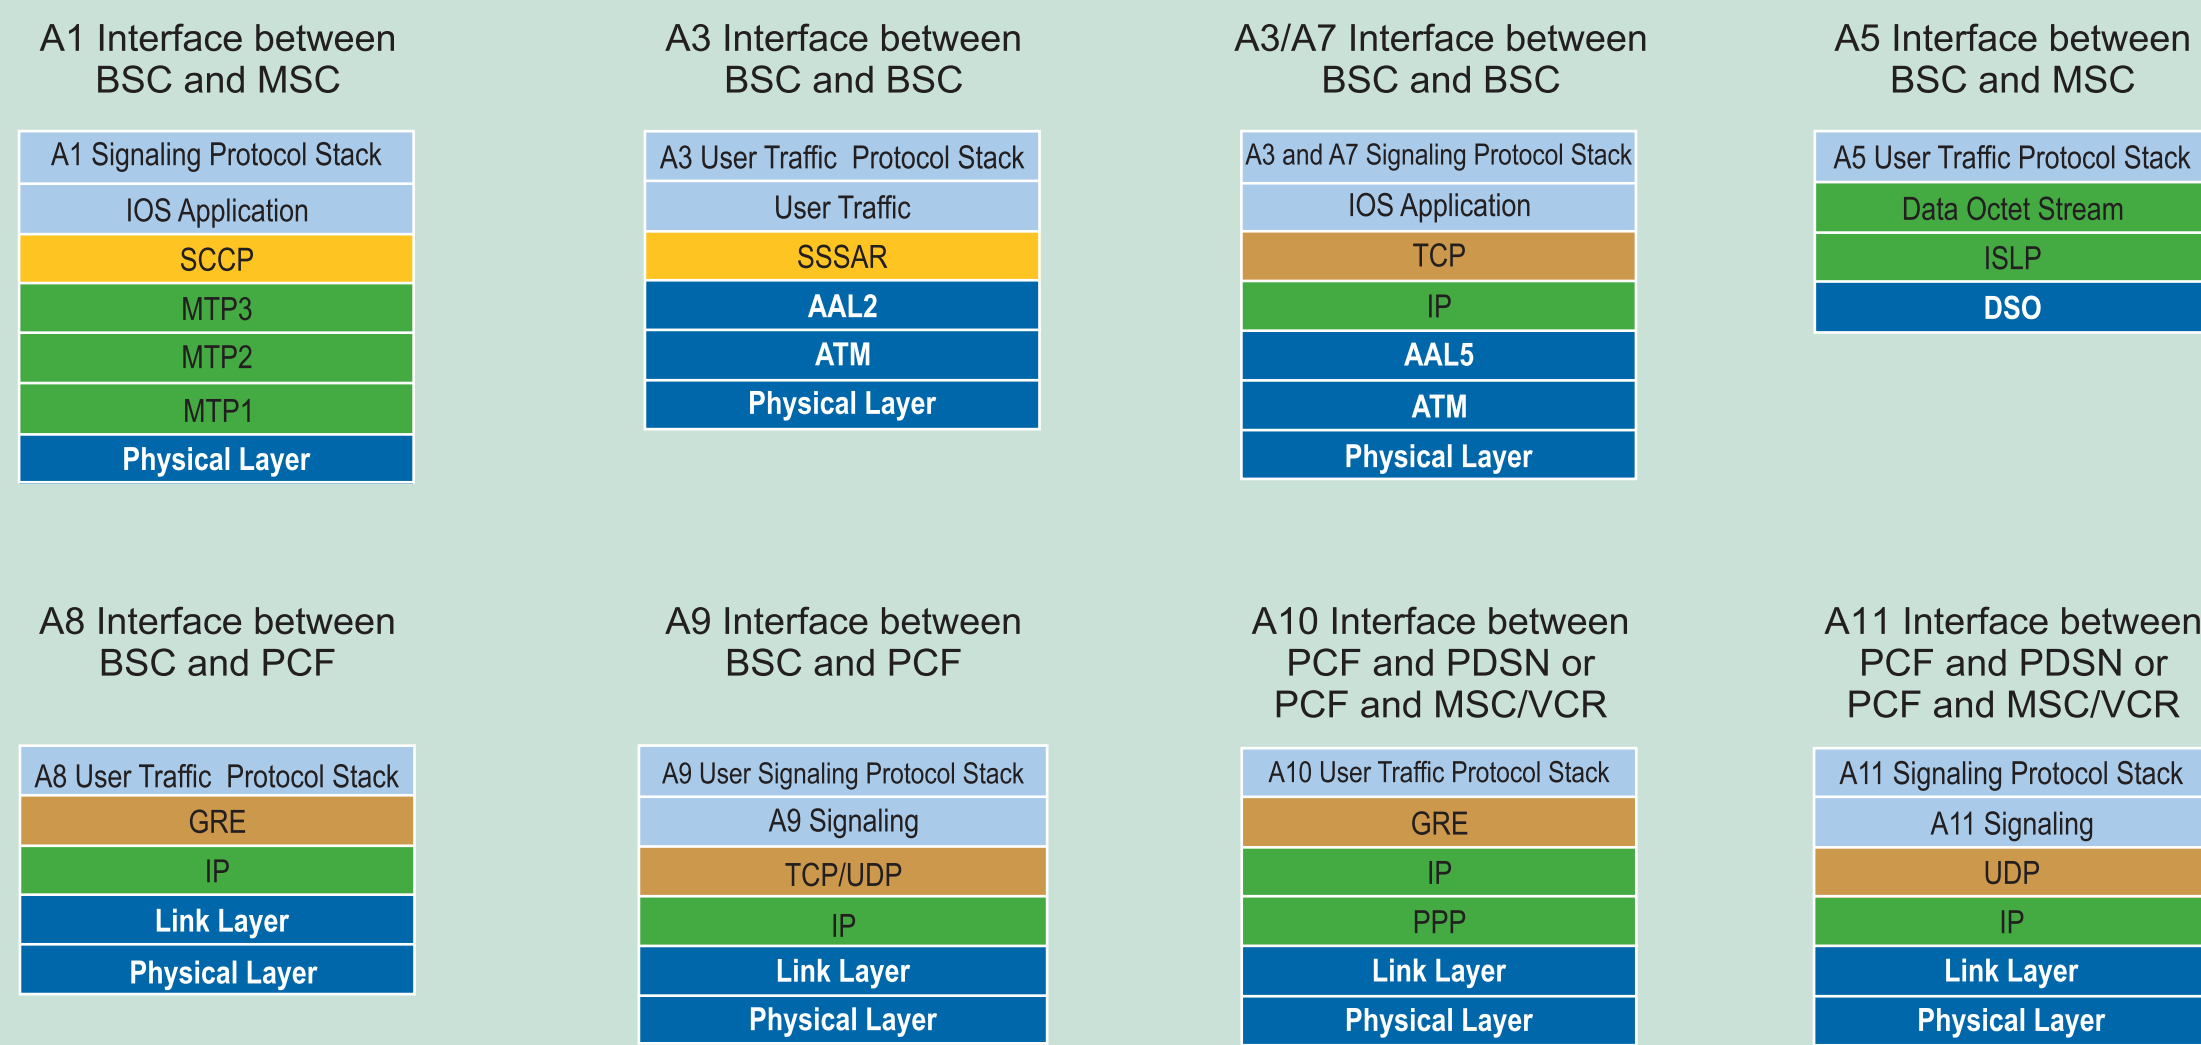 A1 Interface between
BSC and MSC
A1 Signaling Protocol Stack
IOS Application
SCCP
MTP3
MTP2
MTP1
Physical Layer
A3 Interface between
BSC and BSC
A3 User Traffic Protocol Stack
User Traffic
SSSAR
AAL2
ATM
Physical Layer
A3/A7 Interface between
BSC and BSC
A3 and A7 Signaling Protocol Stack
IOS Application
TCP
IP
AAL5
ATM
Physical Layer
A5 Interface between
BSC and MSC
A5 User Traffic Protocol Stack
Data Octet Stream
ISLP
DSO
A8 Interface between
BSC and PCF
A8 User Traffic Protocol Stack
GRE
IP
Link Layer
Physical Layer
A9 Interface between
BSC and PCF
A9 User Signaling Protocol Stack
A9 Signaling
TCP/UDP
IP
Link Layer
Physical Layer
A10 Interface between
PCF and PDSN or
PCF and MSC/VCR
A10 User Traffic Protocol Stack
GRE
IP
PPP
Link Layer
Physical Layer
A11 Interface between
PCF and PDSN or
PCF and MSC/VCR
A11 Signaling Protocol Stack
A11 Signaling
UDP
IP
Link Layer
Physical Layer